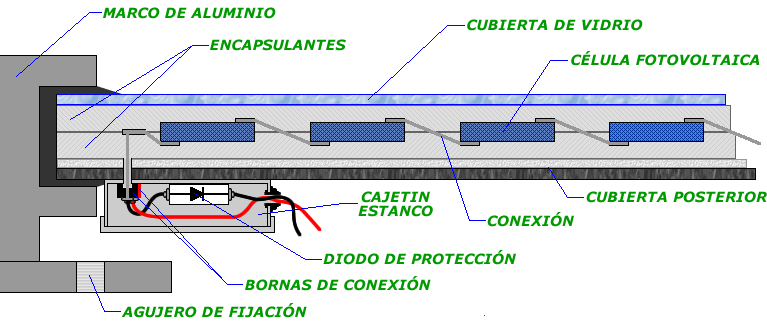 MARCO DE ALUMINIO
CUBIERTA DE VIDRIO
ENCAPSULANTES
CÉLULA FOTOVOLTAICA
CAJETIN
ESTANCO
CUBIERTA POSTERIOR
CONEXIÓN
DIODO DE PROTECCIÓN
BORNAS DE CONEXIÓN
AGUJERO DE FIJACIÓN